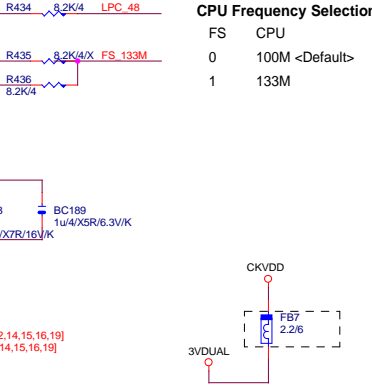 R434 8.2K/4 LPC_48
CPU Frequency Selection
FS CPU
R435 8.2K/4/X FS_133M
0 100M <Default>
R436
8.2K/4
1 133M
BC189
1u/4/X5R/6.3V/K
/X7R/16V/K
CKVDD
FB7
2.2/6
2,14,15,16,19]
14,15,16,19]
3VDUAL